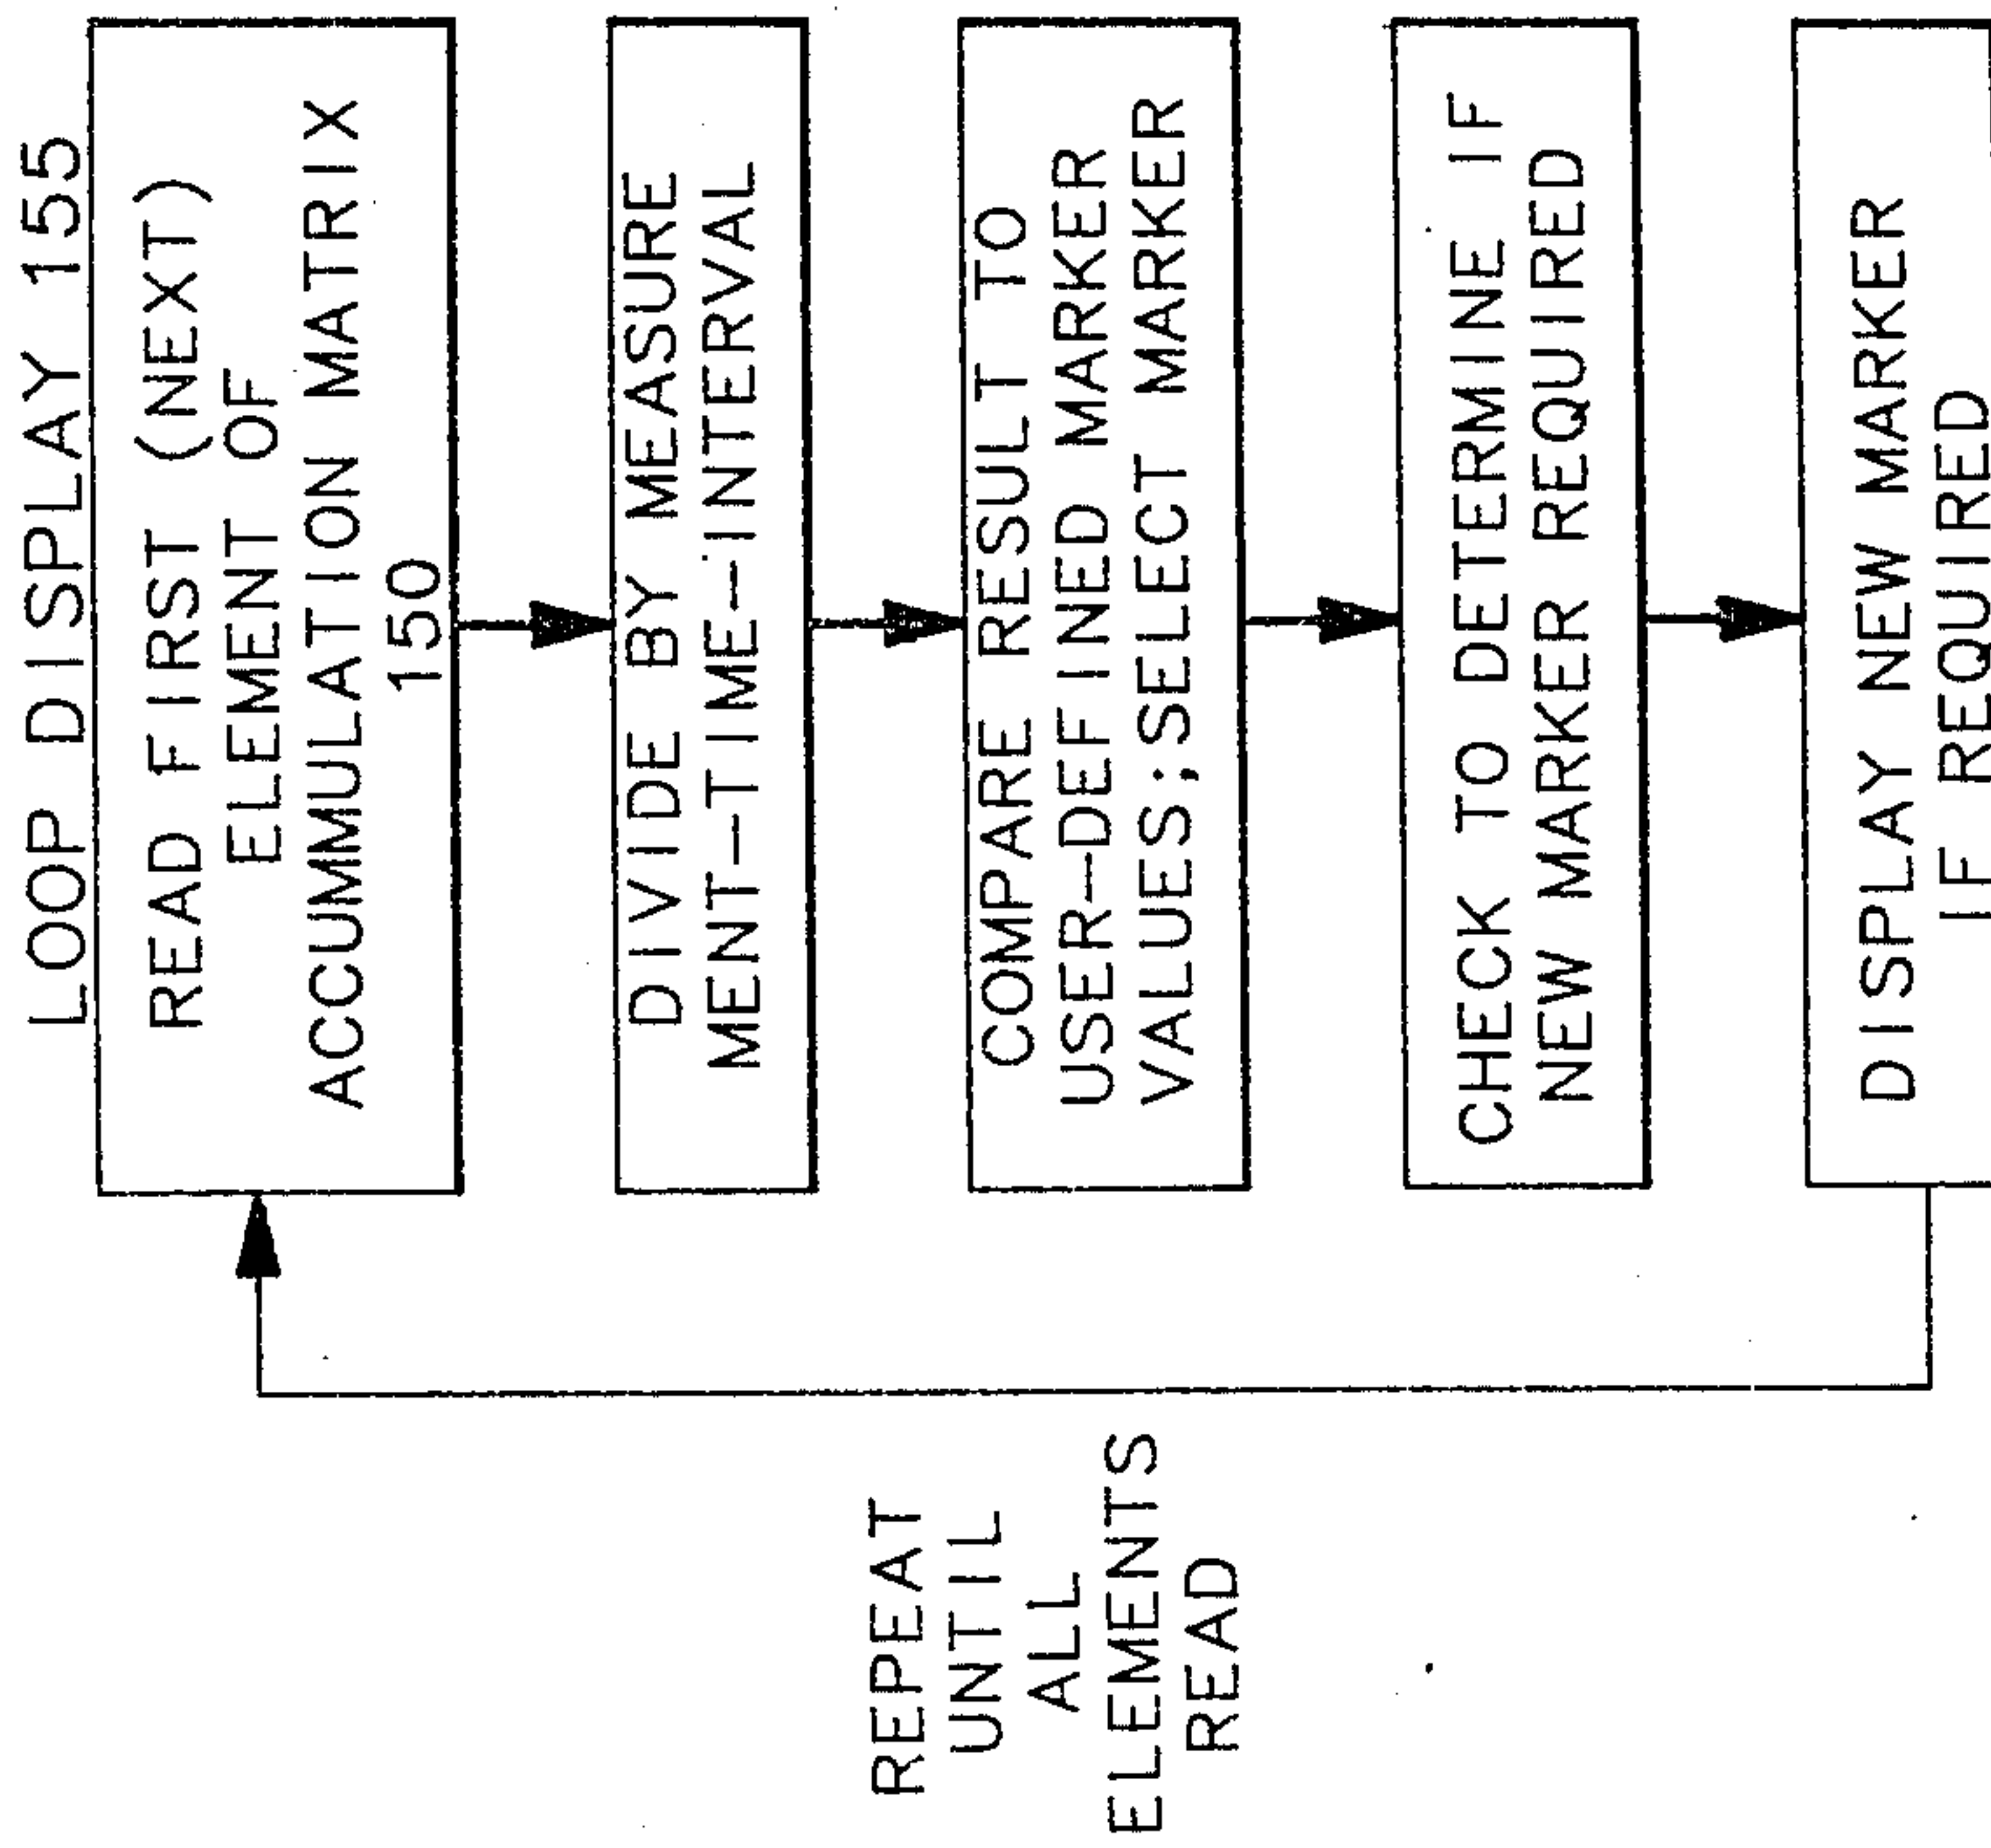 LOOP DISPLAY 155
READ FIRST (NEXT)
ELEMENT OF
ACCUMMULATION MATRIX
150
DIVIDE BY MEASURE
MENT-TIME-INTERVAL
COMPARE RESULT TO
USER-DEFINED MARKER
VALUES;SELECT MARKER
CHECK TO DETERMINE IF
NEW MARKER REQUIRED
DISPLAY NEW MARKER
IF REQUIRED
REPEAT
UNTIL
ALL
ELEMENTS
READ